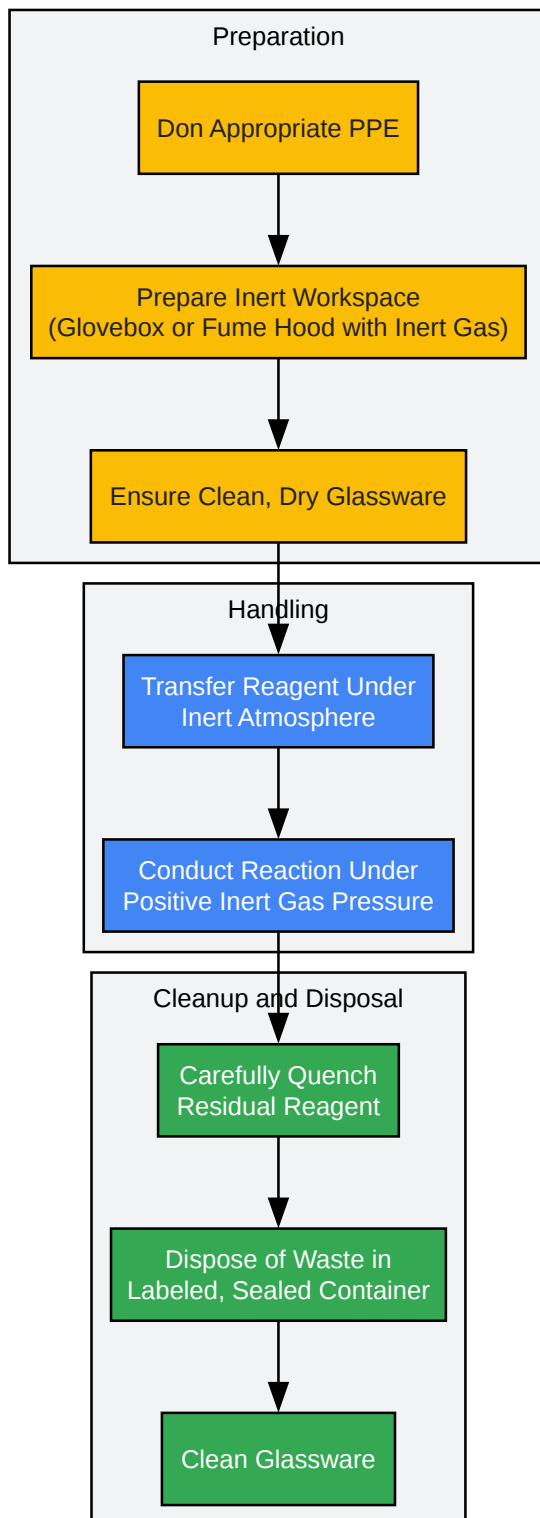 Preparation
Don Appropriate PPE
Prepare Inert Workspace
(Glovebox or Fume Hood with Inert Gas)
Ensure Clean, Dry Glassware
Handling
Transfer Reagent Under
Inert Atmosphere
Conduct Reaction Under
Positive Inert Gas Pressure
Cleanup and Disposal
Carefully Quench
Residual Reagent
Dispose of Waste in
Labeled, Sealed Container
Clean Glassware